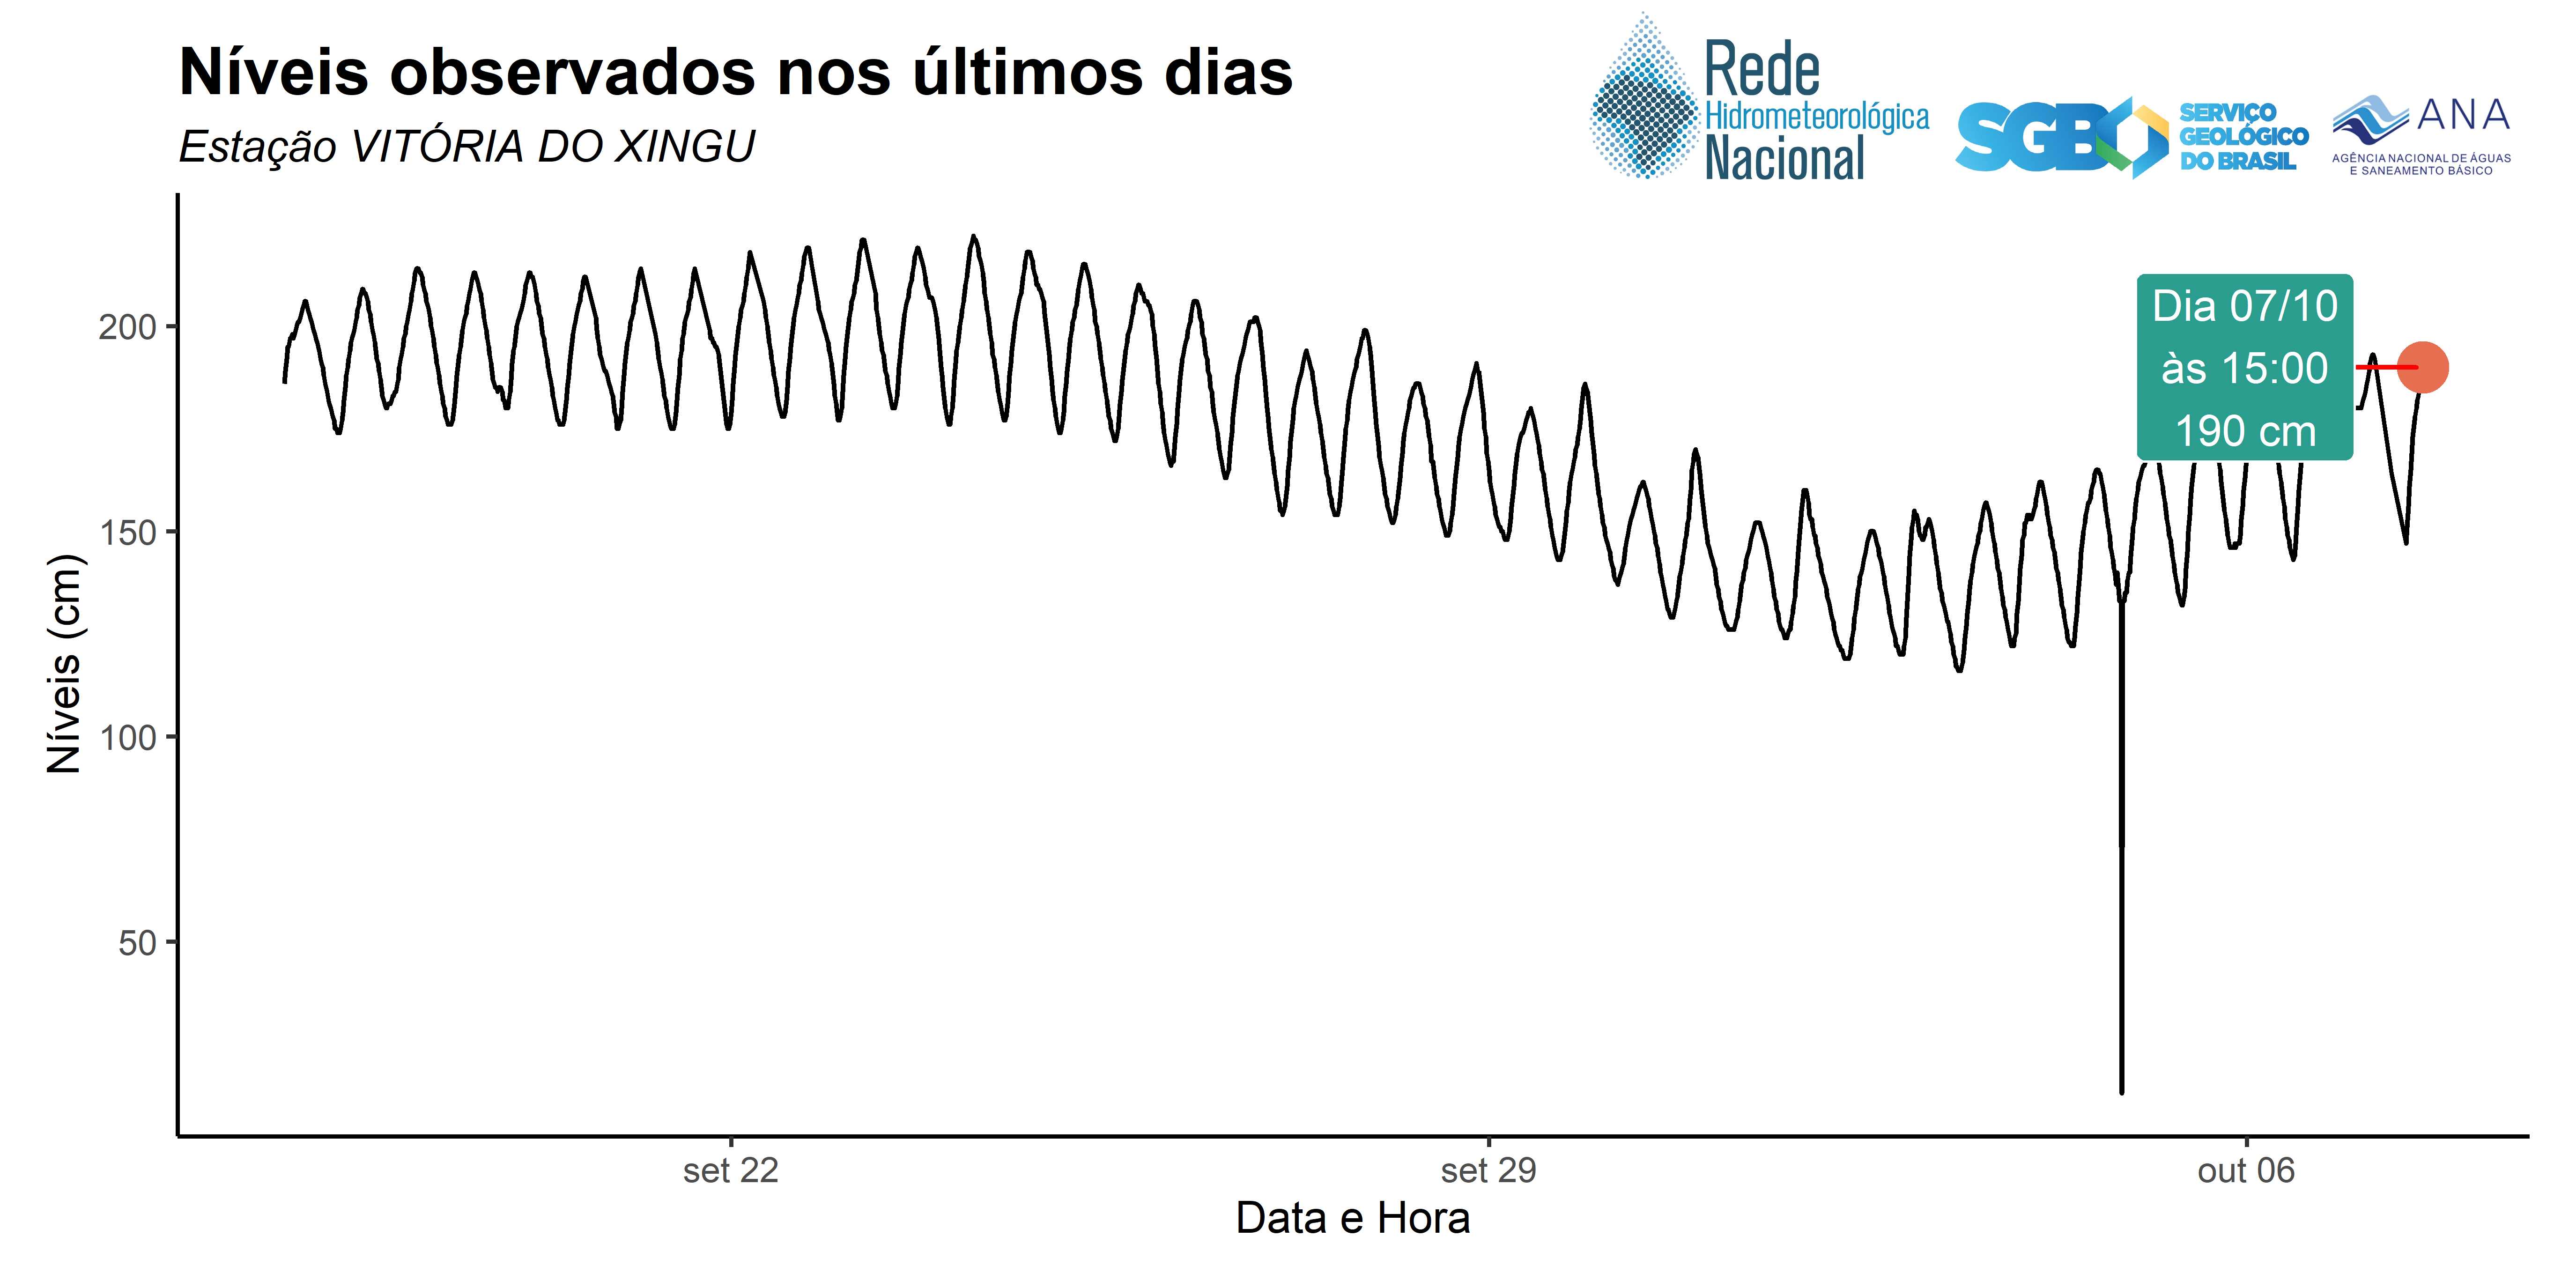 Níveis observados nos últimos dias
Estação VITÓRIA DO XINGU
Rede
Hidrometeorológica
Nacional
SGB
SERVIÇO
GEOLÓGICO
DO BRASIL
ANA
AGÊNCIA NACIONAL DE ÁGUAS
E SANEAMENTO BÁSICO
Níveis (cm)
200
150
100
50
Dia 07/10
às 15:00
190 cm
set 22
set 29
out 06
Data e Hora